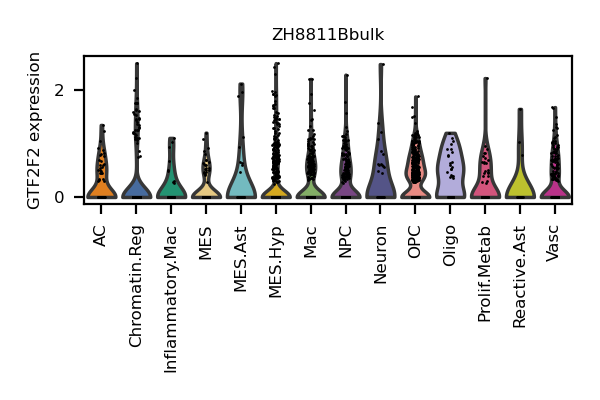 ZH8811Bbulk
GTF2F2 expression
2
0
AC
Chromatin.Reg
Inflammatory.Mac
MES
MES.Ast
MES.Hyp
Mac
NPC
Neuron
OPC
Oligo
Prolif.Metab
Reactive.Ast
Vasc